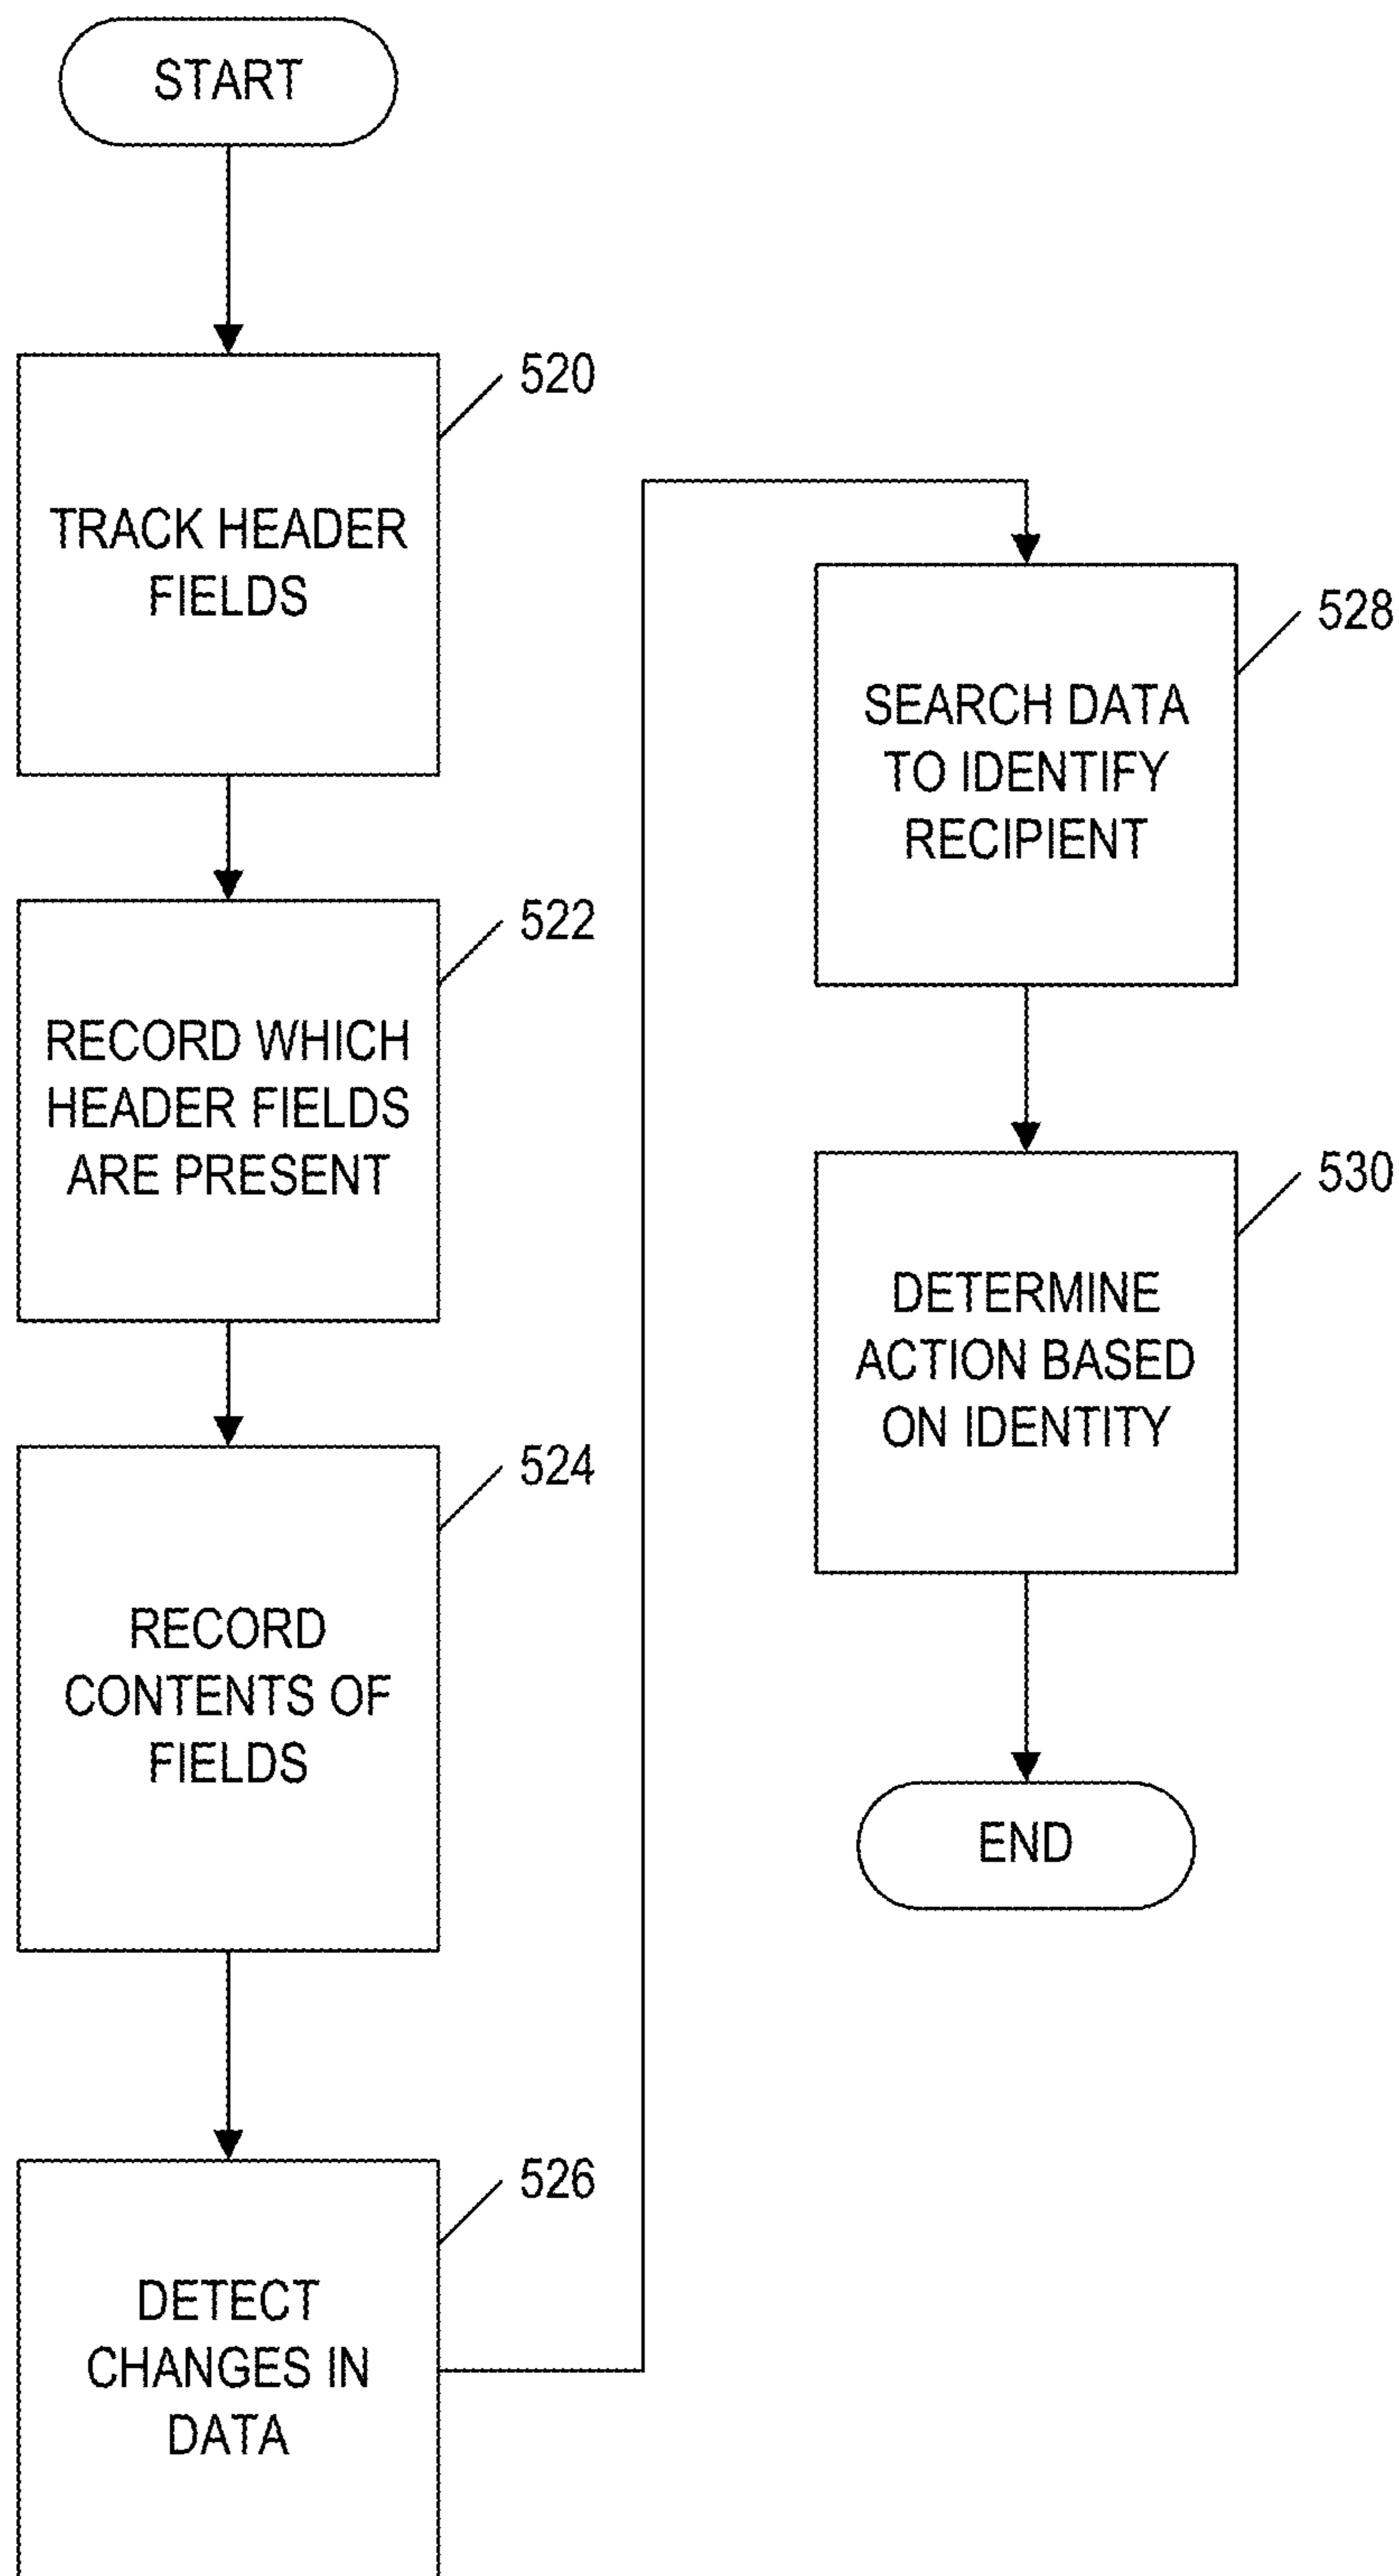 START
520
TRACK HEADER
FIELDS
522
RECORD WHICH
HEADER FIELDS
ARE PRESENT
524
RECORD
CONTENTS OF
FIELDS
526
DETECT
CHANGES IN
DATA
528
SEARCH DATA
TO IDENTIFY
RECIPIENT
530
DETERMINE
ACTION BASED
ON IDENTITY
END